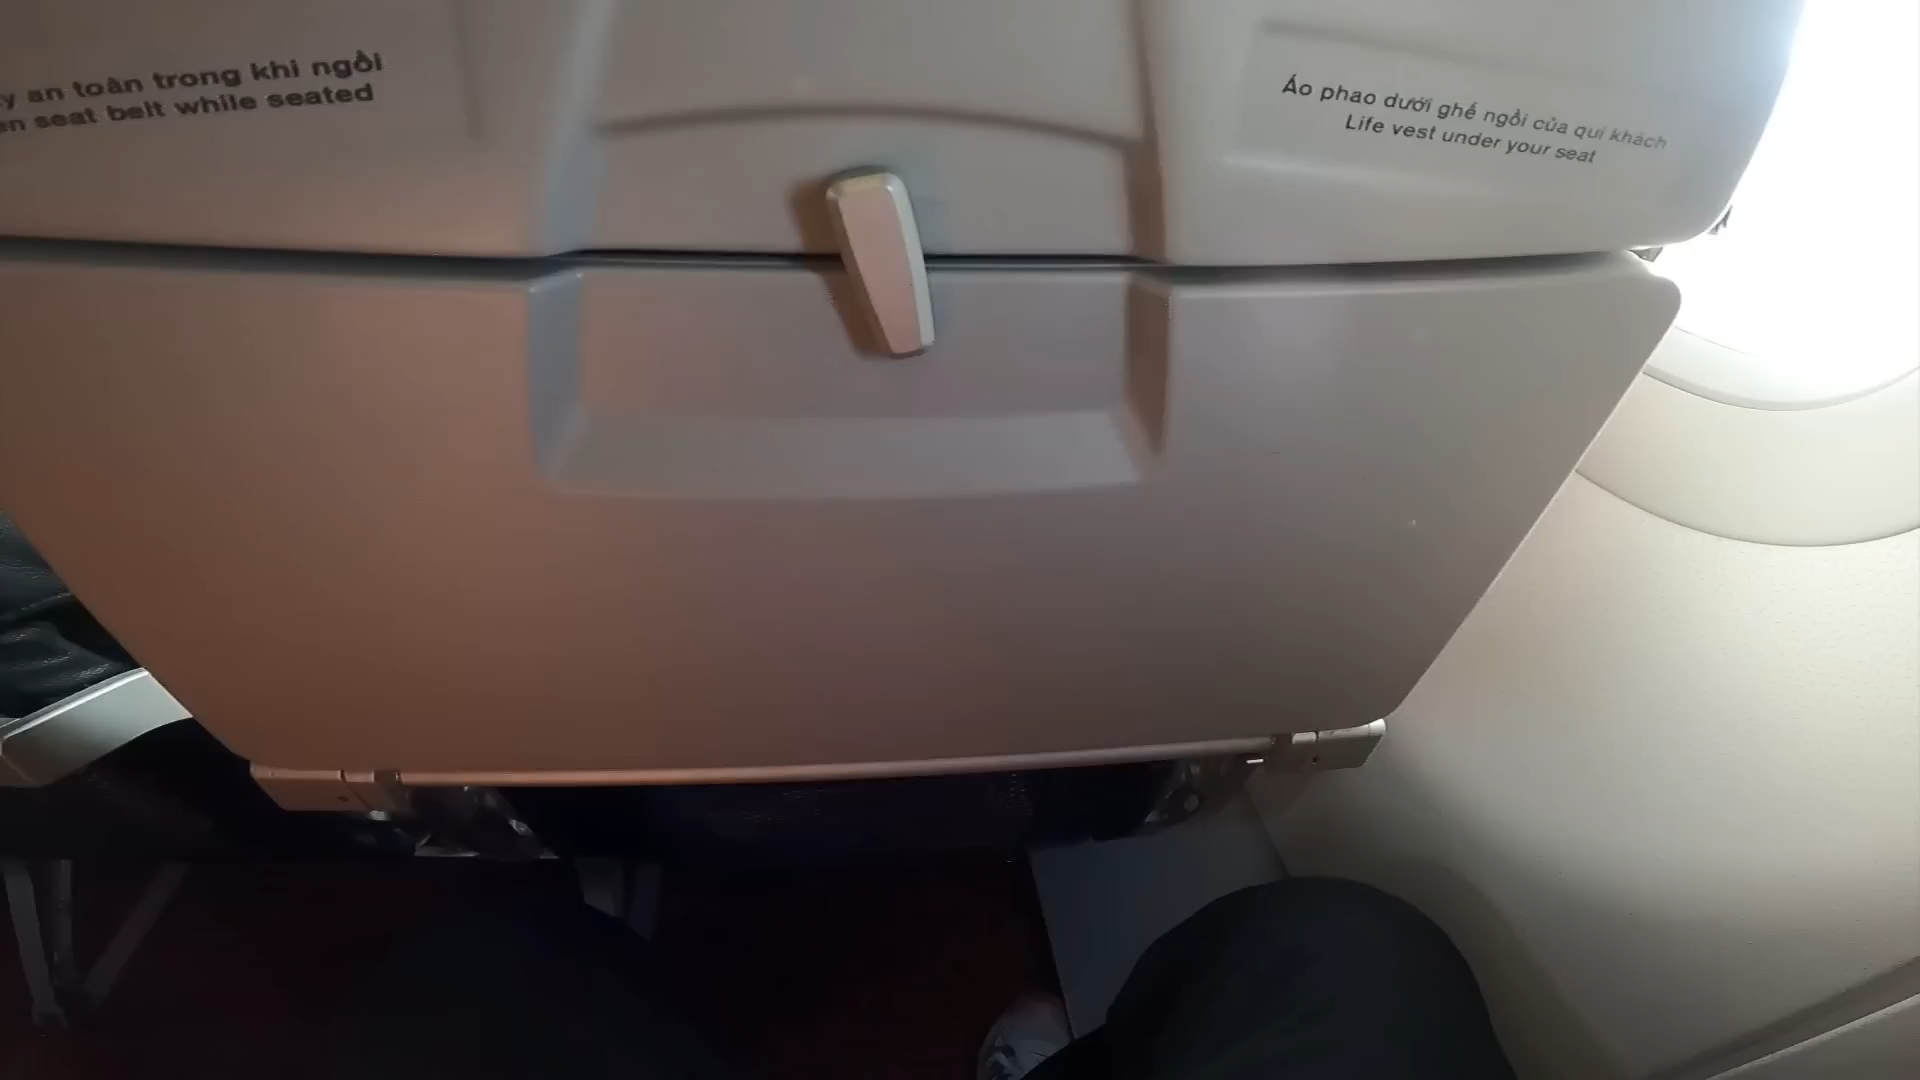 an toàn trong khi ngồi
seat belt while seated
Áo phao dưới ghế ngồi của quí khách
Life vest under your seat